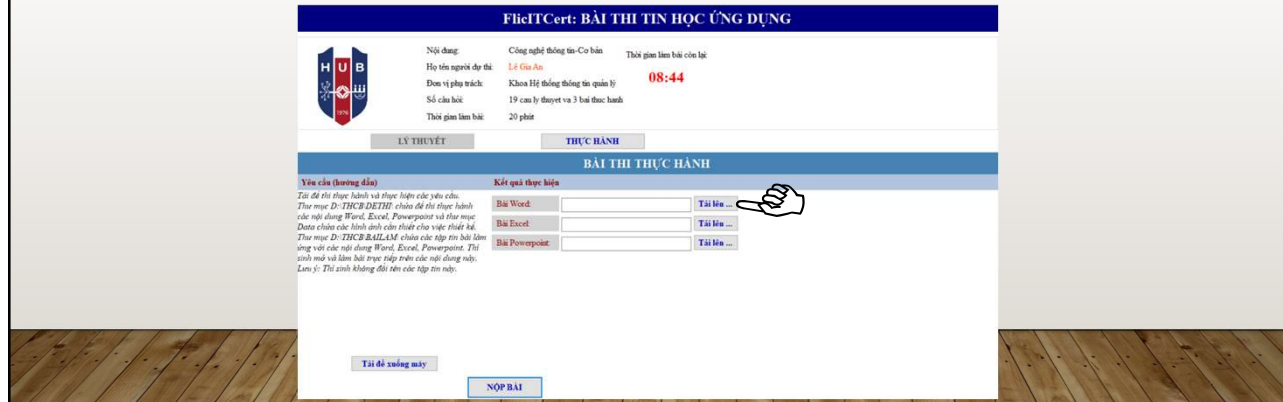 FlicITCert: BÀI THI TIN HỌC ỨNG DỤNG
HUB
1976
Nội dung: Công nghệ thông tin-Cơ bản
Họ tên người dự thi: Lê Gia An
Đơn vị phụ trách: Khoa Hệ thống thông tin quản lý
Số câu hỏi: 19 cau ly thuyet va 3 bai thuc hanh
Thời gian làm bài: 20 phút
Thời gian làm bài còn lại:
08:44
LÝ THUYẾT THỰC HÀNH
BÀI THI THỰC HÀNH
Yêu cầu (hướng dẫn) Kết quả thực hiện
Tải đề thi thực hành và thực hiện các yêu cầu.
Thư mục D:\THCB\DETHI: chứa đề thi thực hành
các nội dung Word, Excel, Powerpoint và thư mục
Data chứa các hình ảnh cần thiết cho việc thiết kế.
Thư mục D:\THCB\BAILAM: chứa các tập tin bài làm
ứng với các nội dung Word, Excel, Powerpoint. Thí
sinh mở và làm bài trực tiếp trên các nội dung này.
Lưu ý: Thí sinh không đổi tên các tập tin này.
Bài Word: Tải lên ...
Bài Excel: Tải lên ...
Bài Powerpoint: Tải lên ...
Tải đề xuống máy
NỘP BÀI